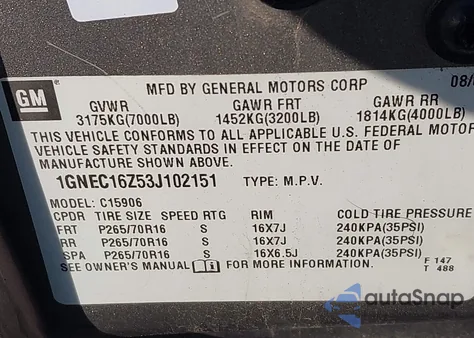 GM
MFD BY GENERAL MOTORS CORP 08/
GVWR GAWR FRT GAWR RR
3175KG(7000LB) 1452KG(3200LB) 1814KG(4000LB)
THIS VEHICLE CONFORMS TO ALL APPLICABLE U.S. FEDERAL MOTOR
VEHICLE SAFETY STANDARDS IN EFFECT ON THE DATE OF
MANUFACTURE SHOWN ABOVE.
1GNEC16Z53J102151 TYPE: M.P.V.
MODEL: C15906
CPDR TIRE SIZE SPEED RTG RIM COLD TIRE PRESSURE
FRT P265/70R16 S 16X7J 240KPA(35PSI)
RR P265/70R16 S 16X7J 240KPA(35PSI)
SPA P265/70R16 S 16X6.5J 240KPA(35PSI)
SEE OWNER'S MANUAL FOR MORE INFORMATION. F 147
T 488
autoSnap